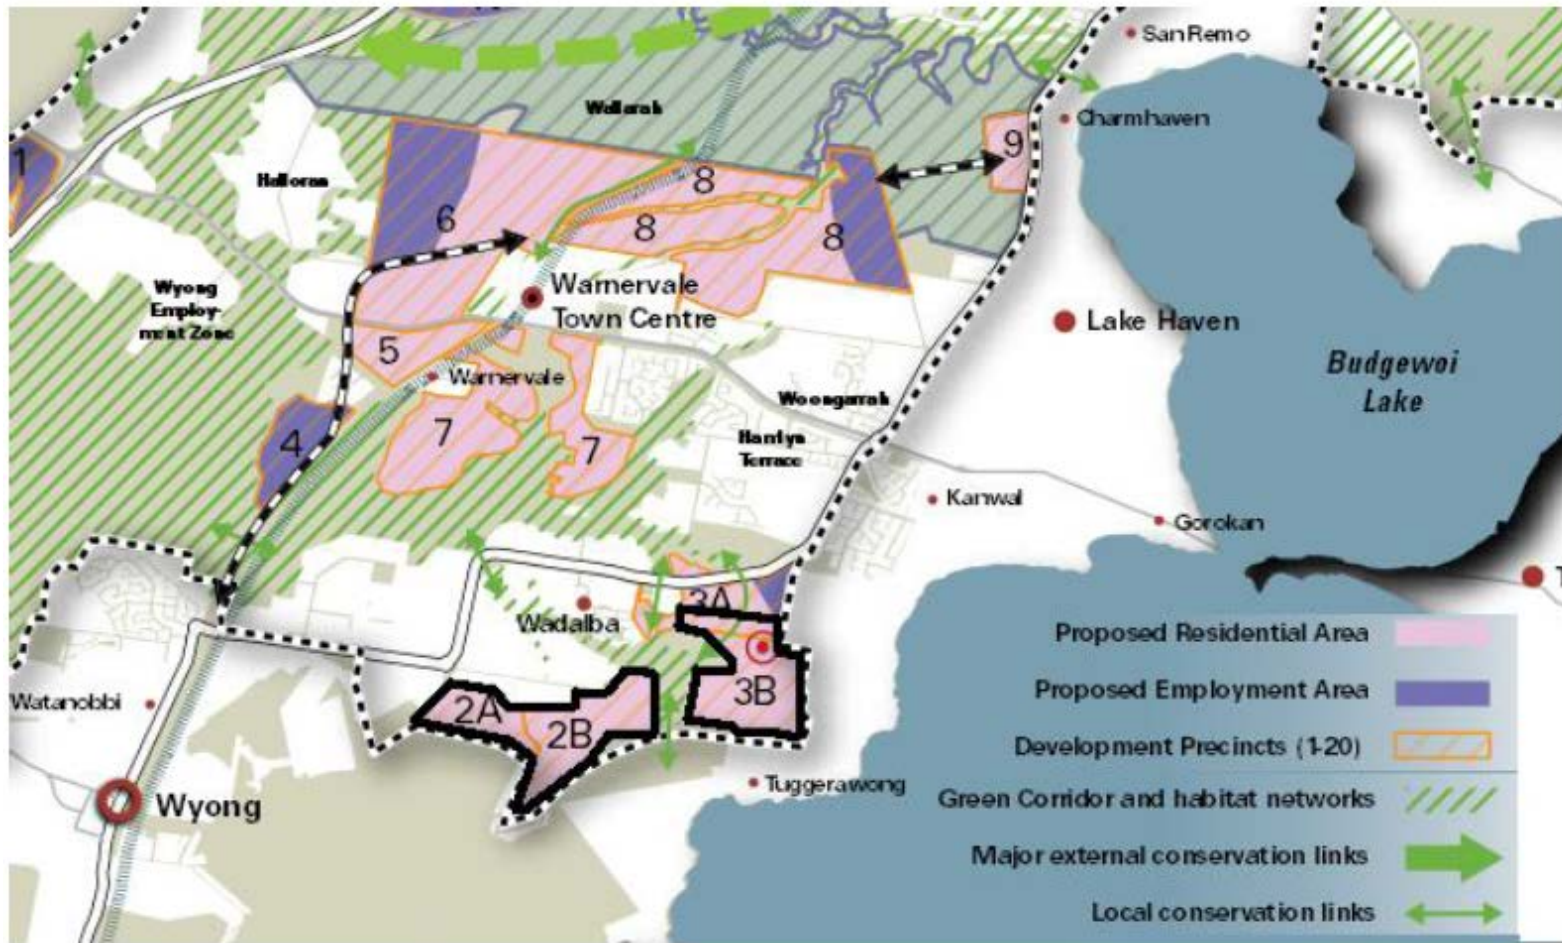 San Remo
Wallarah
Charmhaven
9
1
Halloran
8
6
8
8
Wyong
Employ-
ment Zone
Warnervale
Town Centre
Lake Haven
5
Warnervale
Budgewoi
Lake
Woongarrah
4
7
7
Hamlyn
Terrace
Kanwal
Gorokan
T
3A
Wadalba
Watanobbi
2A
2B
3B
Tuggerawong
Wyong
Proposed Residential Area
Proposed Employment Area
Development Precincts (1-20)
Green Corridor and habitat networks
Major external conservation links
Local conservation links